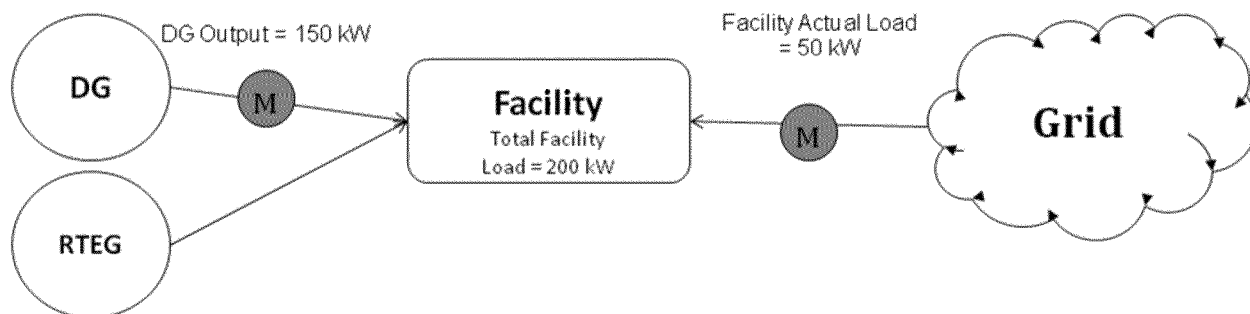 DG Output = 150 kW
Facility Actual Load
= 50 kW
DG
M
Facility
Total Facility
Load = 200 kW
M
Grid
RTEG